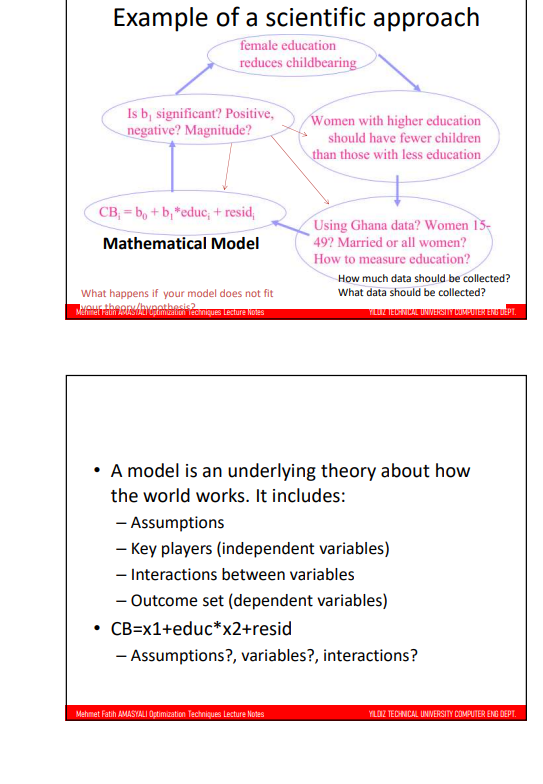 Example of a scientific approach
female education
reduces childbearing
Is b1 significant? Positive,
negative? Magnitude?
Women with higher education
should have fewer children
than those with less education
CBi = b0 + b1*educi + residi
Mathematical Model
Using Ghana data? Women 15-
49? Married or all women?
How to measure education?
How much data should be collected?
What data should be collected?
What happens if your model does not fit
your theory/hypothesis?
Mehmet Fatih AMASYALI Optimization Techniques Lecture Notes
YILDIZ TECHNICAL UNIVERSITY COMPUTER ENG DEPT.
• A model is an underlying theory about how
the world works. It includes:
– Assumptions
– Key players (independent variables)
– Interactions between variables
– Outcome set (dependent variables)
• CB=x1+educ*x2+resid
– Assumptions?, variables?, interactions?
Mehmet Fatih AMASYALI Optimization Techniques Lecture Notes
YILDIZ TECHNICAL UNIVERSITY COMPUTER ENG DEPT.